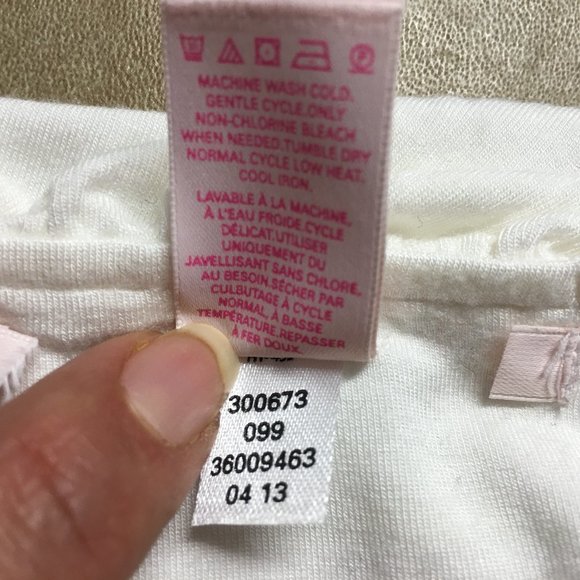 MACHINE WASH COLD.
GENTLE CYCLE.ONLY
NON-CHLORINE BLEACH
WHEN NEEDED.TUMBLE DRY
NORMAL CYCLE LOW HEAT.
COOL IRON.
LAVABLE À LA MACHINE.
À L'EAU FROIDE.CYCLE
DÉLICAT.UTILISER
UNIQUEMENT DU
JAVELLISANT SANS CHLORE,
AU BESOIN.SÉCHER PAR
CULBUTAGE À CYCLE
NORMAL, À BASSE
TEMPÉRATURE.REPASSER
À FER DOUX.
300673
099
36009463
04 13